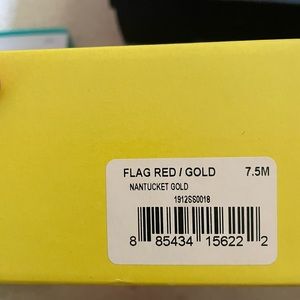 FLAG RED / GOLD 7.5M
NANTUCKET GOLD
1912SS0018
8 85434 15622 2